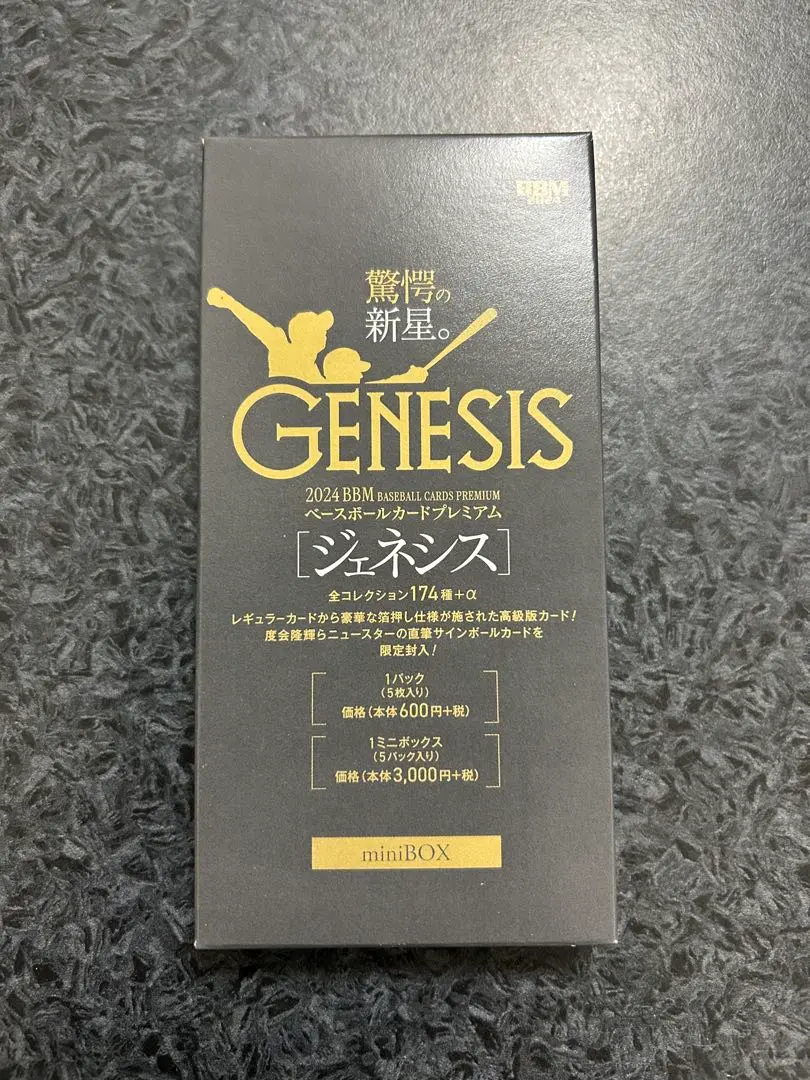 BBM
2024
驚愕の
新星。
GENESIS
2024 BBM BASEBALL CARDS PREMIUM
ベースボールカードプレミアム
[ジェネシス]
全コレクション174種+α
レギュラーカードから豪華な箔押し仕様が施された高級版カード!
度会隆輝らニュースターの直筆サインボールカードを
限定封入!
1パック
(5枚入り)
価格(本体600円+税)
1ミニボックス
(5パック入り)
価格(本体3,000円+税)
miniBOX